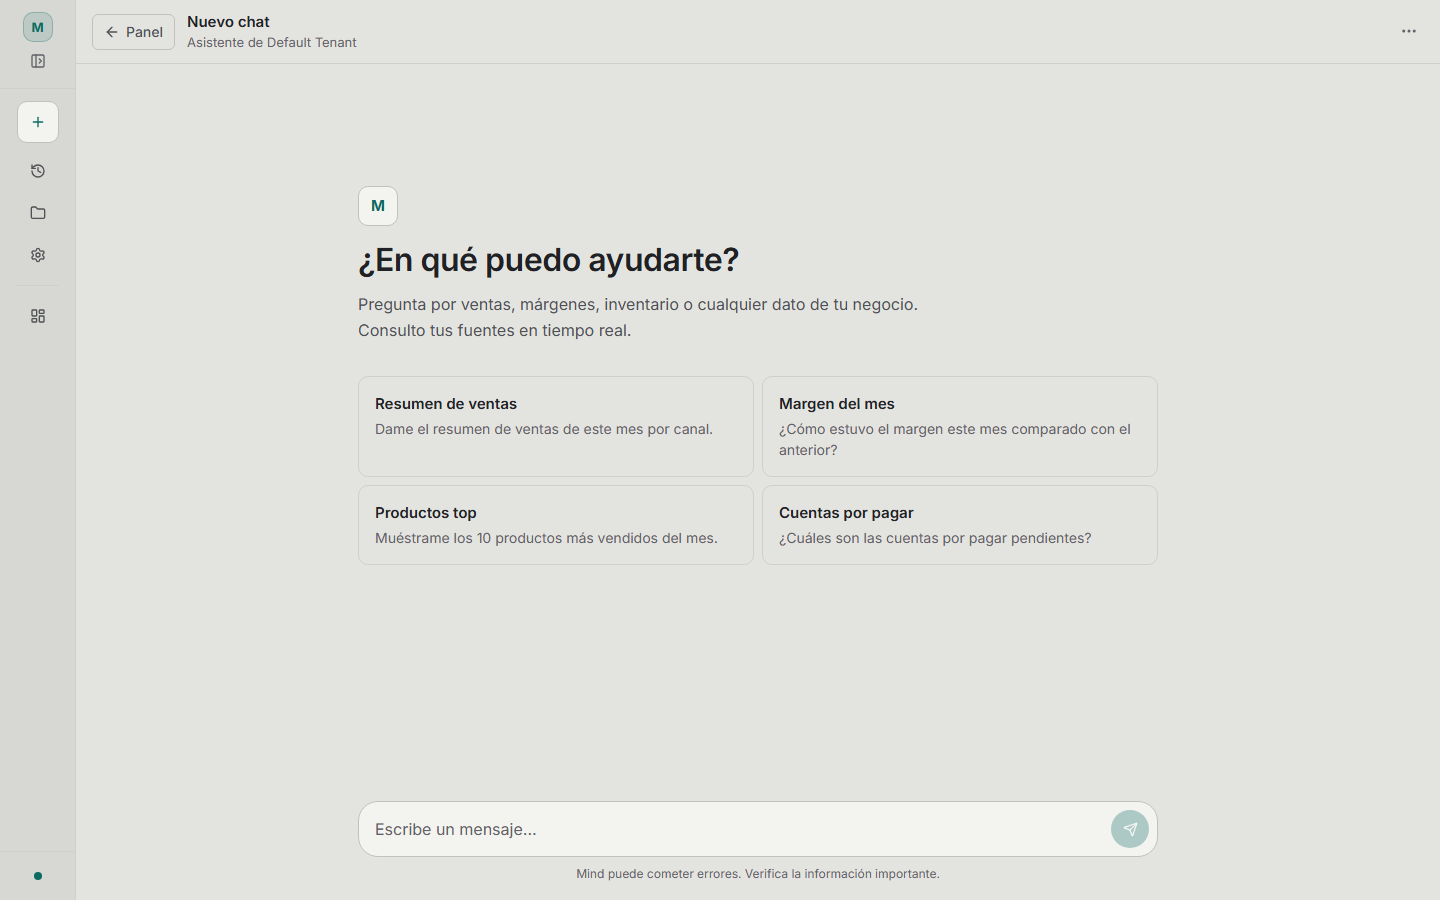 M
Panel
Nuevo chat
Asistente de Default Tenant
M
¿En qué puedo ayudarte?
Pregunta por ventas, márgenes, inventario o cualquier dato de tu negocio.
Consulto tus fuentes en tiempo real.
Resumen de ventas
Dame el resumen de ventas de este mes por canal.
Margen del mes
¿Cómo estuvo el margen este mes comparado con el
anterior?
Productos top
Muéstrame los 10 productos más vendidos del mes.
Cuentas por pagar
¿Cuáles son las cuentas por pagar pendientes?
Escribe un mensaje...
Mind puede cometer errores. Verifica la información importante.